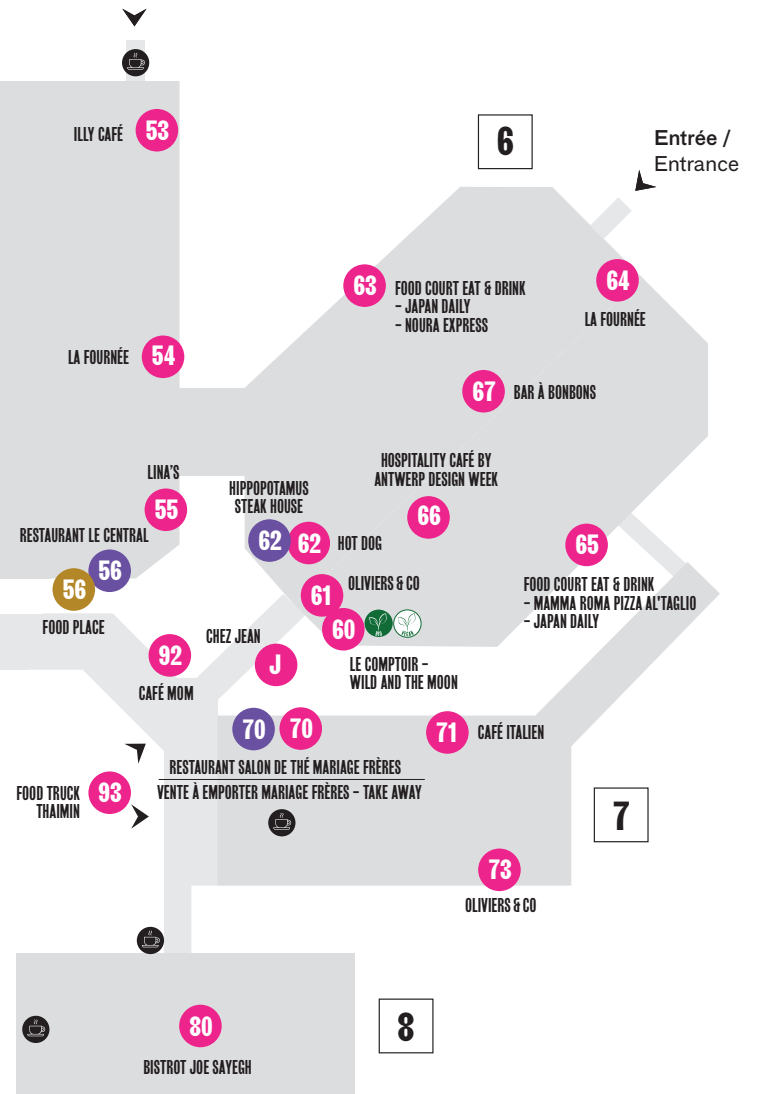 53
ILLY CAFÉ
6
Entrée /
Entrance
63
FOOD COURT EAT & DRINK
– JAPAN DAILY
– NOURA EXPRESS
64
LA FOURNÉE
54
LA FOURNÉE
67
BAR À BONBONS
HOSPITALITY CAFÉ BY
ANTWERP DESIGN WEEK
66
LINA'S
55
HIPPOPOTAMUS
STEAK HOUSE
62
62
HOT DOG
RESTAURANT LE CENTRAL
56
56
FOOD PLACE
65
FOOD COURT EAT & DRINK
– MAMMA ROMA PIZZA AL'TAGLIO
– JAPAN DAILY
61
OLIVIERS & CO
60
BIO
VEGAN
LE COMPTOIR –
WILD AND THE MOON
CHEZ JEAN
J
92
CAFÉ MOM
70
70
RESTAURANT SALON DE THÉ MARIAGE FRÈRES
VENTE À EMPORTER MARIAGE FRÈRES – TAKE AWAY
71
CAFÉ ITALIEN
FOOD TRUCK
THAIMIN
93
7
73
OLIVIERS & CO
80
BISTROT JOE SAYEGH
8